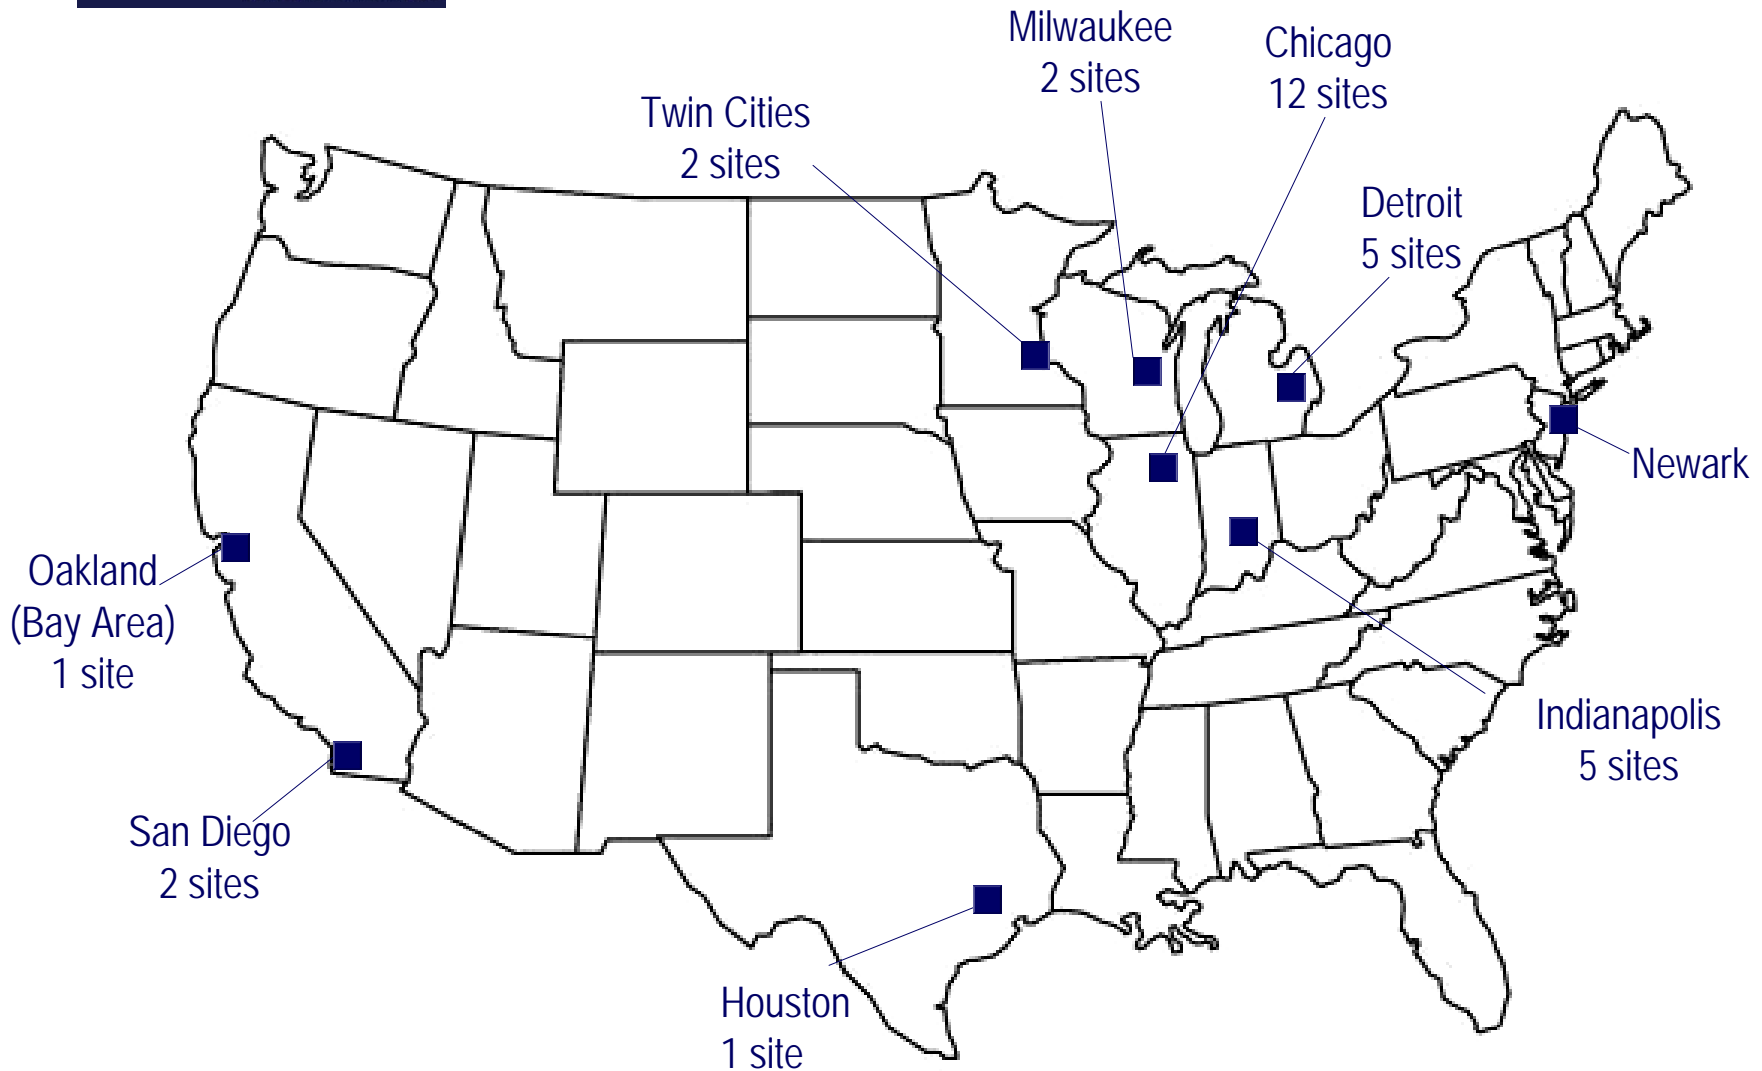 Milwaukee
2 sites
Chicago
12 sites
Twin Cities
2 sites
Detroit
5 sites
Newark
Oakland
(Bay Area)
1 site
Indianapolis
5 sites
San Diego
2 sites
Houston
1 site